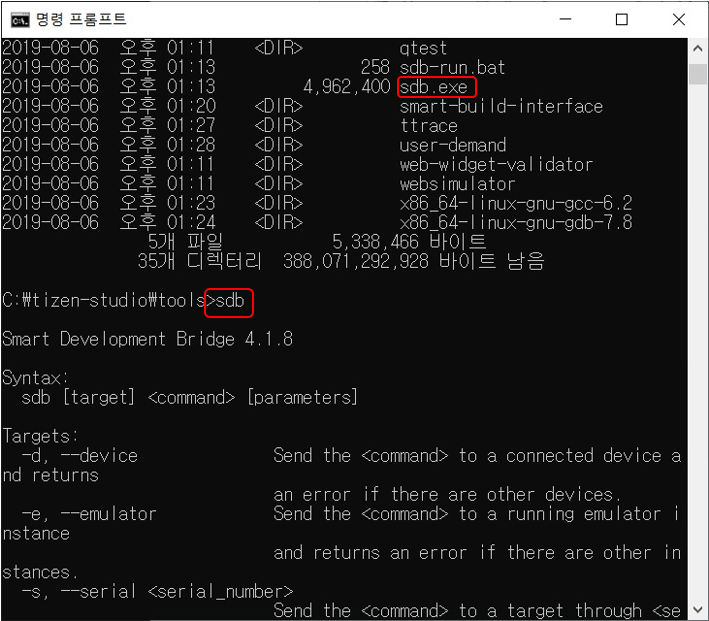 명령 프롬프트
2019-08-06 오후 01:11 <DIR> qtest
2019-08-06 오후 01:13 258 sdb-run.bat
2019-08-06 오후 01:13 4,962,400 sdb.exe
2019-08-06 오후 01:20 <DIR> smart-build-interface
2019-08-06 오후 01:27 <DIR> ttrace
2019-08-06 오후 01:28 <DIR> user-demand
2019-08-06 오후 01:11 <DIR> web-widget-validator
2019-08-06 오후 01:11 <DIR> websimulator
2019-08-06 오후 01:23 <DIR> x86_64-linux-gnu-gcc-6.2
2019-08-06 오후 01:24 <DIR> x86_64-linux-gnu-gdb-7.8
5개 파일 5,338,466 바이트
35개 디렉터리 388,071,292,928 바이트 남음
C:₩tizen-studio₩tools>sdb
Smart Development Bridge 4.1.8
Syntax:
sdb [target] <command> [parameters]
Targets:
-d, --device Send the <command> to a connected device a
nd returns
an error if there are other devices.
-e, --emulator Send the <command> to a running emulator i
nstance
and returns an error if there are other in
stances.
-s, --serial <serial_number>
Send the <command> to a target through <se